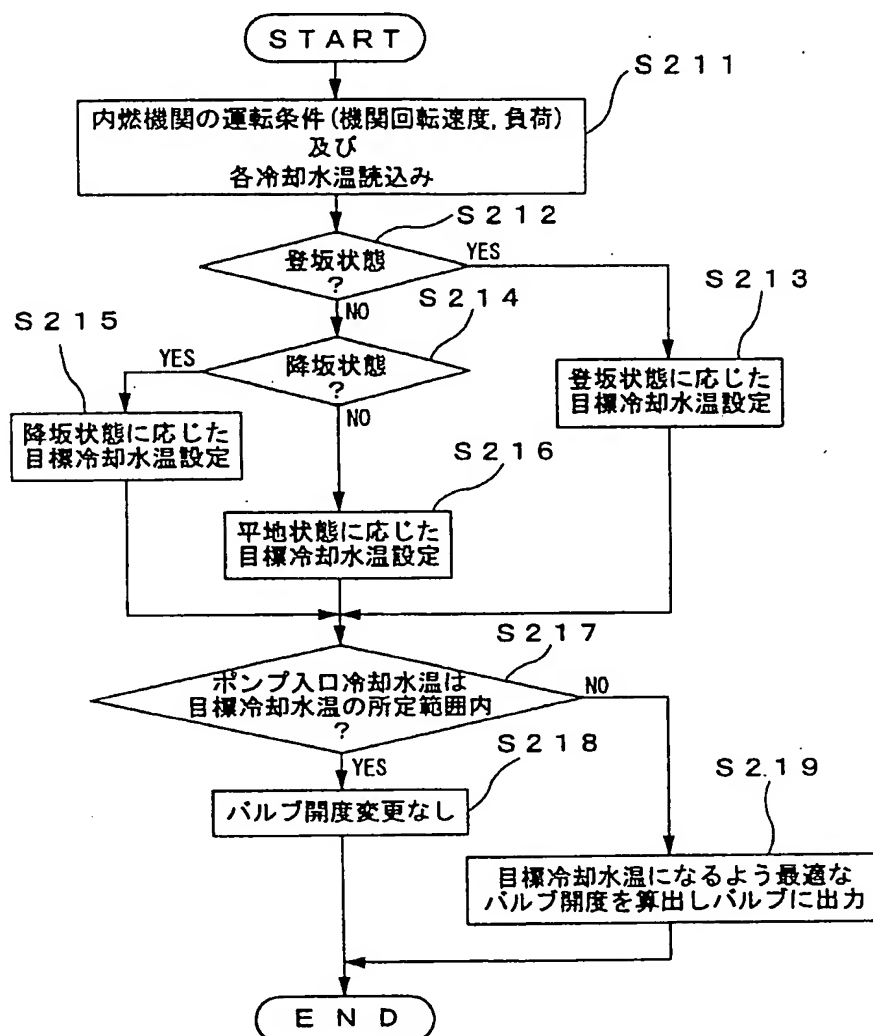 START
S211
内燃機関の運転条件(機関回転速度,負荷)
及び
各冷却水温読込み
S212
登坂状態
?
YES
NO
S213
登坂状態に応じた
目標冷却水温設定
S214
降坂状態
?
YES
NO
S215
降坂状態に応じた
目標冷却水温設定
S216
平地状態に応じた
目標冷却水温設定
S217
ポンプ入口冷却水温は
目標冷却水温の所定範囲内
?
NO
YES
S218
バルブ開度変更なし
S219
目標冷却水温になるよう最適な
バルブ開度を算出しバルブに出力
END